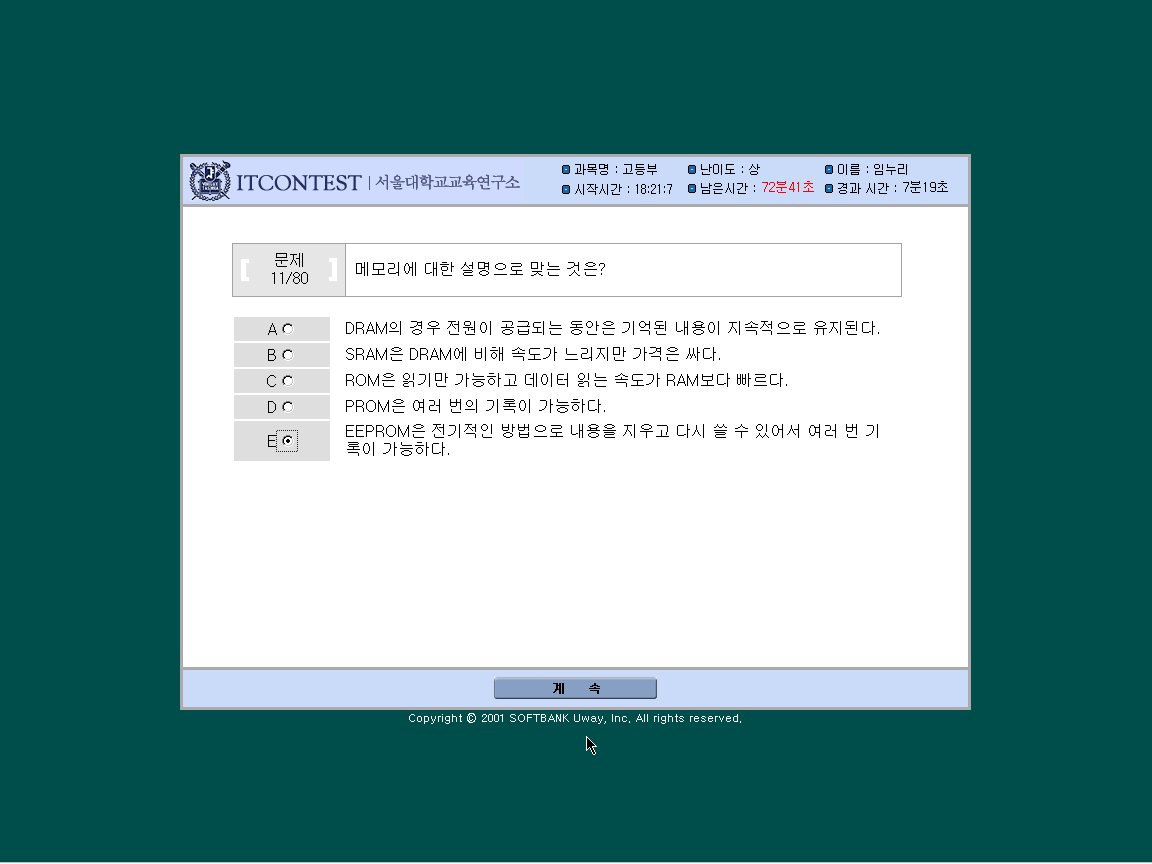 ITCONTEST | 서울대학교교육연구소
과목명 : 고등부 난이도 : 상 이름 : 임누리
시작시간 : 18:21:7 남은시간 : 72분41초 경과 시간 : 7분19초
[ 문제 ]
11/80
메모리에 대한 설명으로 맞는 것은?
A DRAM의 경우 전원이 공급되는 동안은 기억된 내용이 지속적으로 유지된다.
B SRAM은 DRAM에 비해 속도가 느리지만 가격은 싸다.
C ROM은 읽기만 가능하고 데이터 읽는 속도가 RAM보다 빠르다.
D PROM은 여러 번의 기록이 가능하다.
E EEPROM은 전기적인 방법으로 내용을 지우고 다시 쓸 수 있어서 여러 번 기
록이 가능하다.
계 속
Copyright © 2001 SOFTBANK Uway, Inc. All rights reserved.